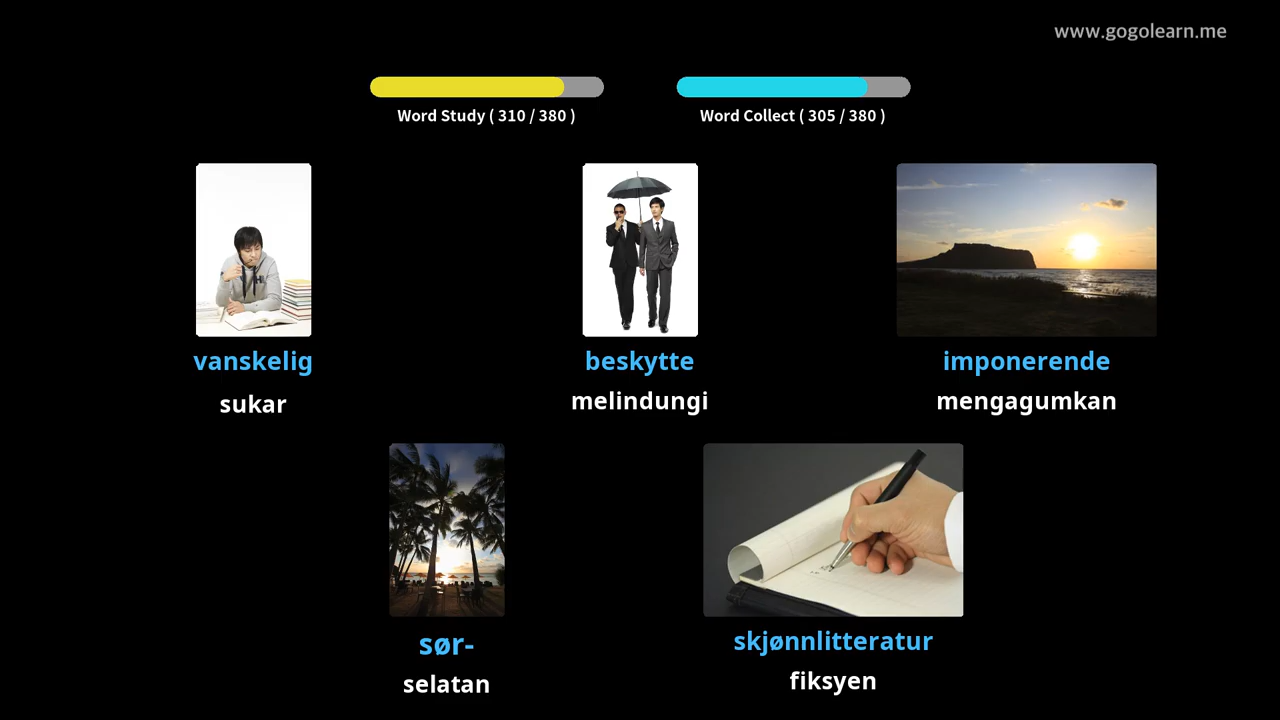 www.gogolearn.me
Word Study ( 310 / 380 )
Word Collect ( 305 / 380 )
vanskelig
sukar
beskytte
melindungi
imponerende
mengagumkan
sør-
selatan
skjønnlitteratur
fiksyen